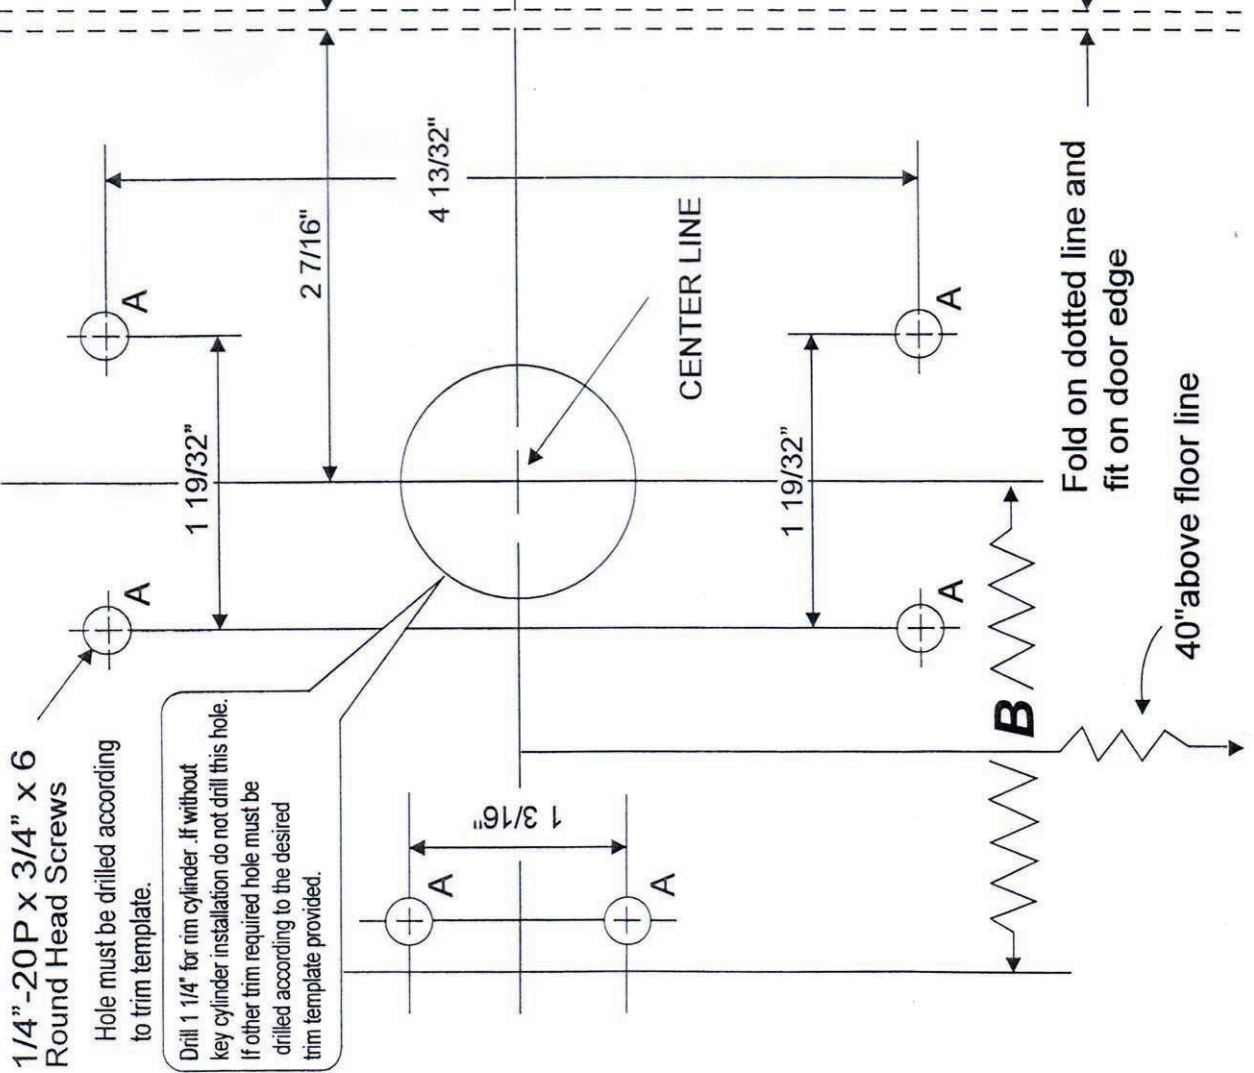 1/4”-20P x 3/4” x 6
Round Head Screws
Hole must be drilled according
to trim template.
Drill 1 1/4" for rim cylinder .If without
key cylinder installation do not drill this hole.
If other trim required hole must be
drilled according to the desired
trim template provided.
A
A
1 19/32"
2 7/16"
4 13/32"
CENTER LINE
A
A
1 3/16"
1 19/32”
A
A
B
Fold on dotted line and
fit on door edge
40"above floor line